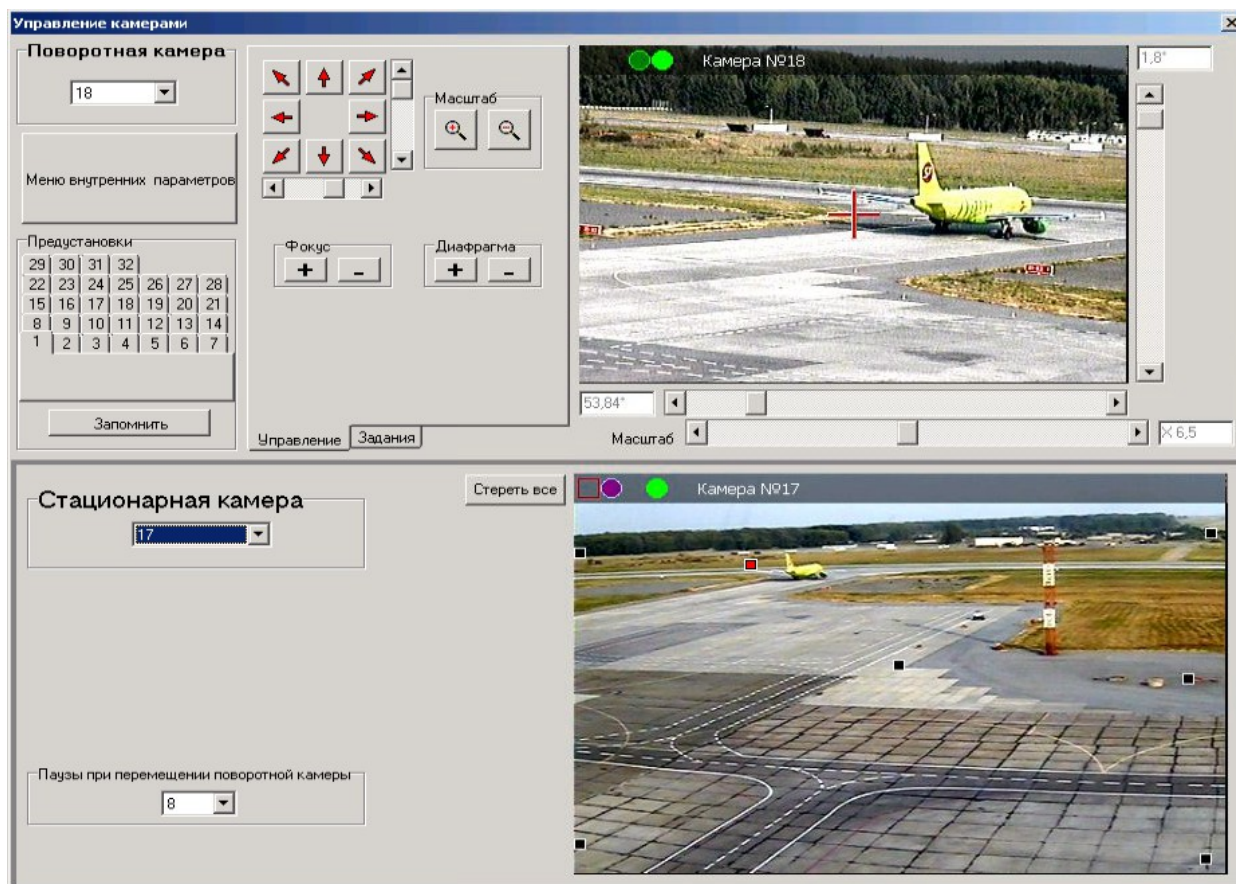 Управление камерами
Поворотная камера
18
Меню внутренних параметров
Предустановки
29 30 31 32
22 23 24 25 26 27 28
15 16 17 18 19 20 21
8 9 10 11 12 13 14
1 2 3 4 5 6 7
Запомнить
Масштаб
Фокус
+ -
Диафрагма
+ -
Управление Задания
Камера №18
1,8°
53,84°
Масштаб
X 6,5
Стационарная камера
17
Стереть все
Камера №17
Паузы при перемещении поворотной камеры
8